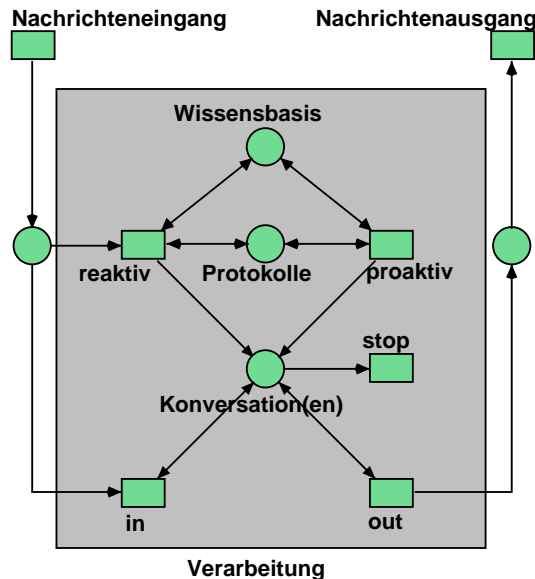 Nachrichteneingang
Nachrichtenausgang
Wissensbasis
reaktiv
Protokolle
proaktiv
stop
Konversation(en)
in
out
Verarbeitung